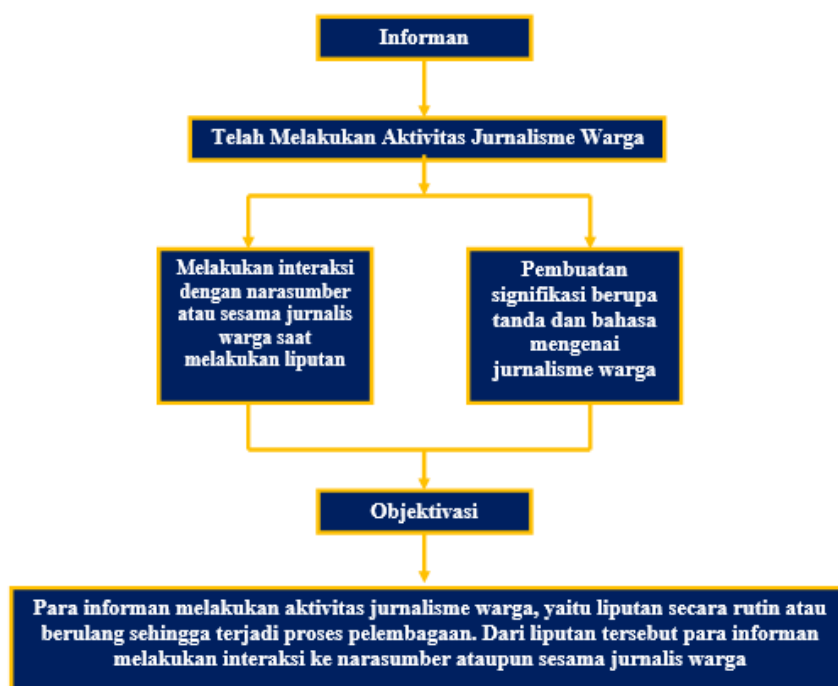 Informan
Telah Melakukan Aktivitas Jurnalisme Warga
Melakukan interaksi
dengan narasumber
atau sesama jurnalis
warga saat
melakukan liputan
Pembuatan
signifikasi berupa
tanda dan bahasa
mengenai
jurnalisme warga
Objektivasi
Para informan melakukan aktivitas jurnalisme warga, yaitu liputan secara rutin atau
berulang sehingga terjadi proses pelembagaan. Dari liputan tersebut para informan
melakukan interaksi ke narasumber ataupun sesama jurnalis warga